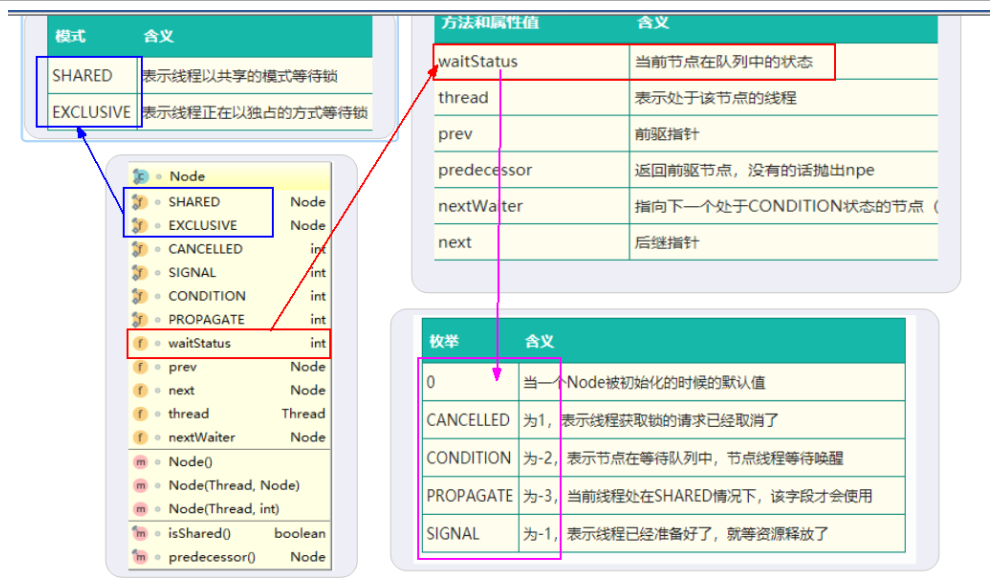 模式 含义
SHARED 表示线程以共享的模式等待锁
EXCLUSIVE 表示线程正在以独占的方式等待锁
方法和属性值 含义
waitStatus 当前节点在队列中的状态
thread 表示处于该节点的线程
prev 前驱指针
predecessor 返回前驱节点，没有的话抛出npe
nextWaiter 指向下一个处于CONDITION状态的节点（
next 后继指针
Node
SHARED Node
EXCLUSIVE Node
CANCELLED int
SIGNAL int
CONDITION int
PROPAGATE int
waitStatus int
prev Node
next Node
thread Thread
nextWaiter Node
Node()
Node(Thread, Node)
Node(Thread, int)
isShared() boolean
predecessor() Node
枚举 含义
0 当一个Node被初始化的时候的默认值
CANCELLED 为1，表示线程获取锁的请求已经取消了
CONDITION 为-2，表示节点在等待队列中，节点线程等待唤醒
PROPAGATE 为-3，当前线程处在SHARED情况下，该字段才会使用
SIGNAL 为-1，表示线程已经准备好了，就等资源释放了